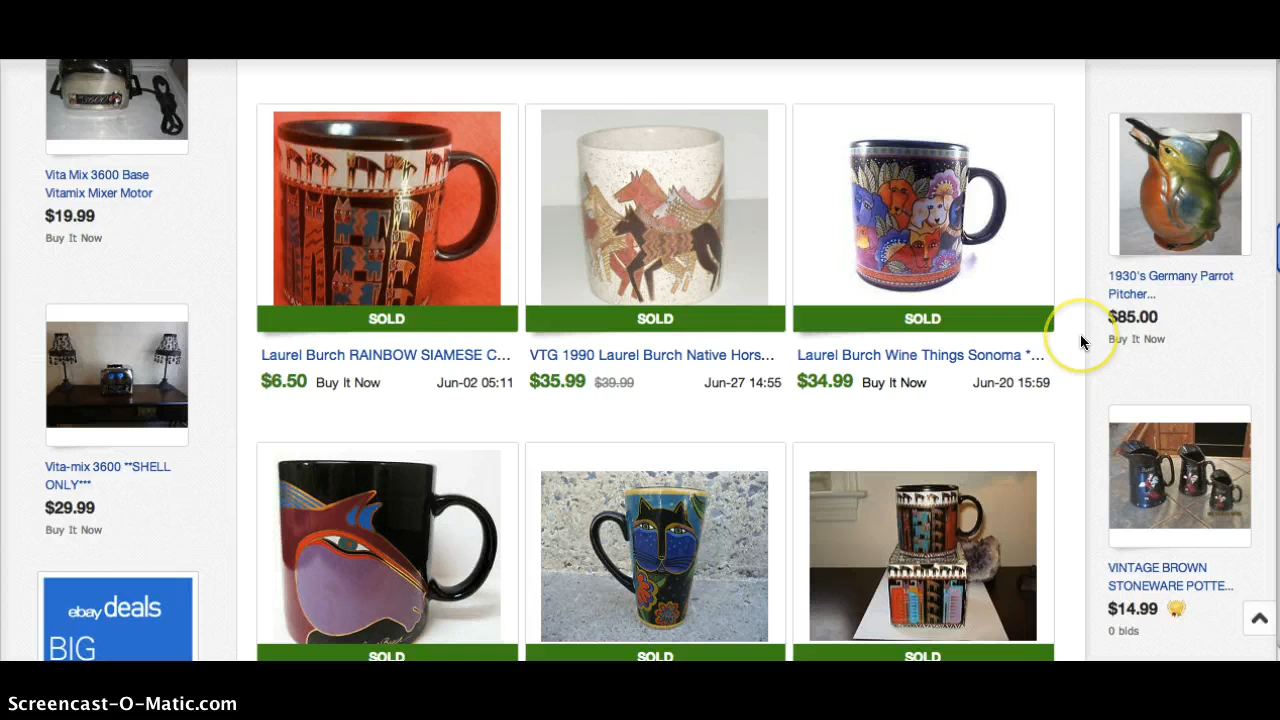 Vita Mix 3600 Base
Vitamix Mixer Motor
$19.99
Buy It Now
Vita-mix 3600 **SHELL
ONLY***
$29.99
Buy It Now
ebay deals
BIG
SOLD
Laurel Burch RAINBOW SIAMESE C...
$6.50 Buy It Now Jun-02 05:11
SOLD
VTG 1990 Laurel Burch Native Hors...
$35.99 $39.99 Jun-27 14:55
SOLD
Laurel Burch Wine Things Sonoma *...
$34.99 Buy It Now Jun-20 15:59
SOLD
SOLD
SOLD
1930's Germany Parrot
Pitcher...
$85.00
Buy It Now
VINTAGE BROWN
STONEWARE POTTE...
$14.99
0 bids
Screencast-O-Matic.com